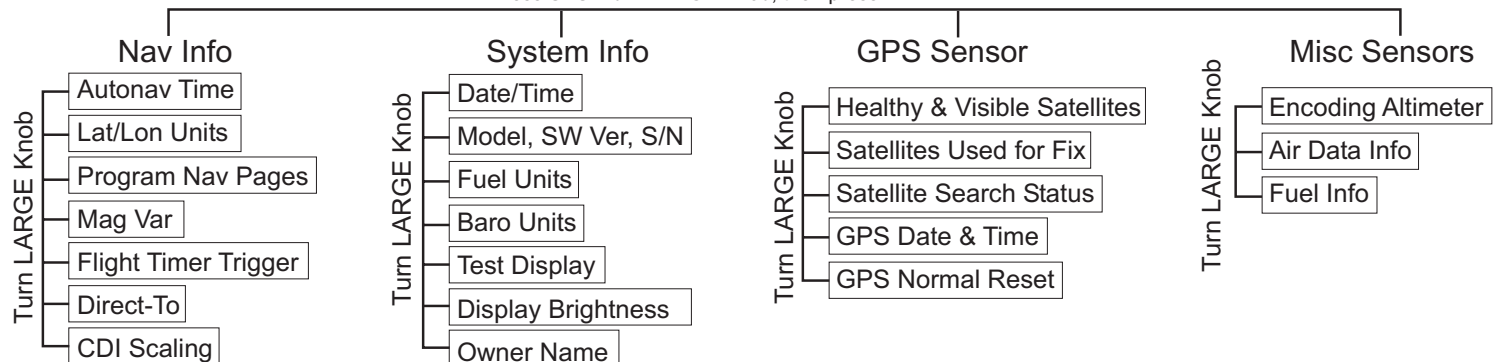 Nav Info
Turn LARGE Knob
Autonav Time
Lat/Lon Units
Program Nav Pages
Mag Var
Flight Timer Trigger
Direct-To
CDI Scaling
System Info
Turn LARGE Knob
Date/Time
Model, SW Ver, S/N
Fuel Units
Baro Units
Test Display
Display Brightness
Owner Name
GPS Sensor
Turn LARGE Knob
Healthy & Visible Satellites
Satellites Used for Fix
Satellite Search Status
GPS Date & Time
GPS Normal Reset
Misc Sensors
Turn LARGE Knob
Encoding Altimeter
Air Data Info
Fuel Info